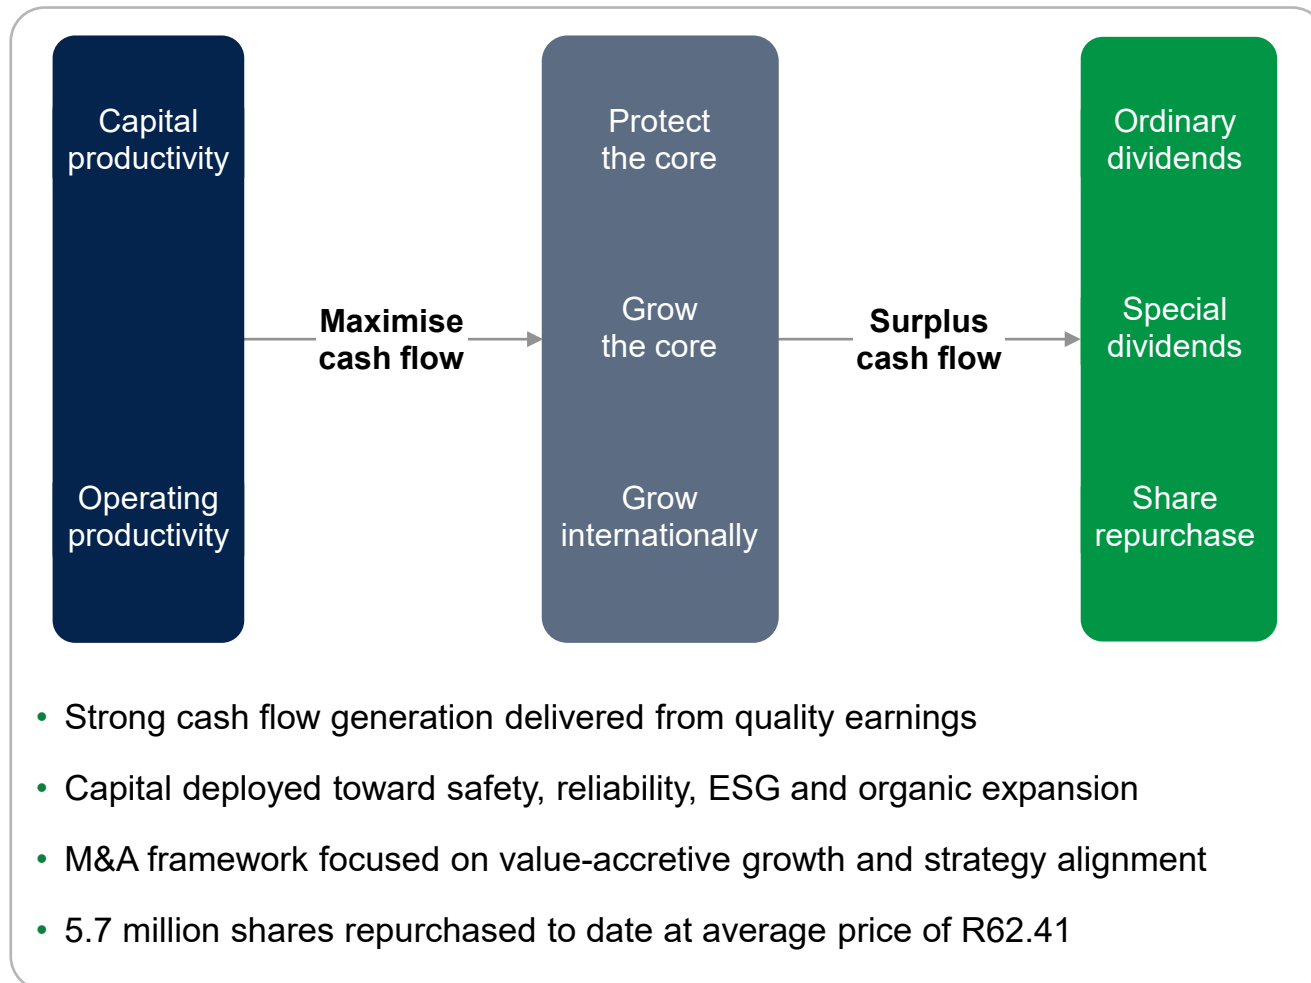 Capital
productivity
Operating
productivity
Maximise
cash flow
Protect
the core
Grow
the core
Grow
internationally
Surplus
cash flow
Ordinary
dividends
Special
dividends
Share
repurchase
• Strong cash flow generation delivered from quality earnings
• Capital deployed toward safety, reliability, ESG and organic expansion
• M&A framework focused on value-accretive growth and strategy alignment
• 5.7 million shares repurchased to date at average price of R62.41